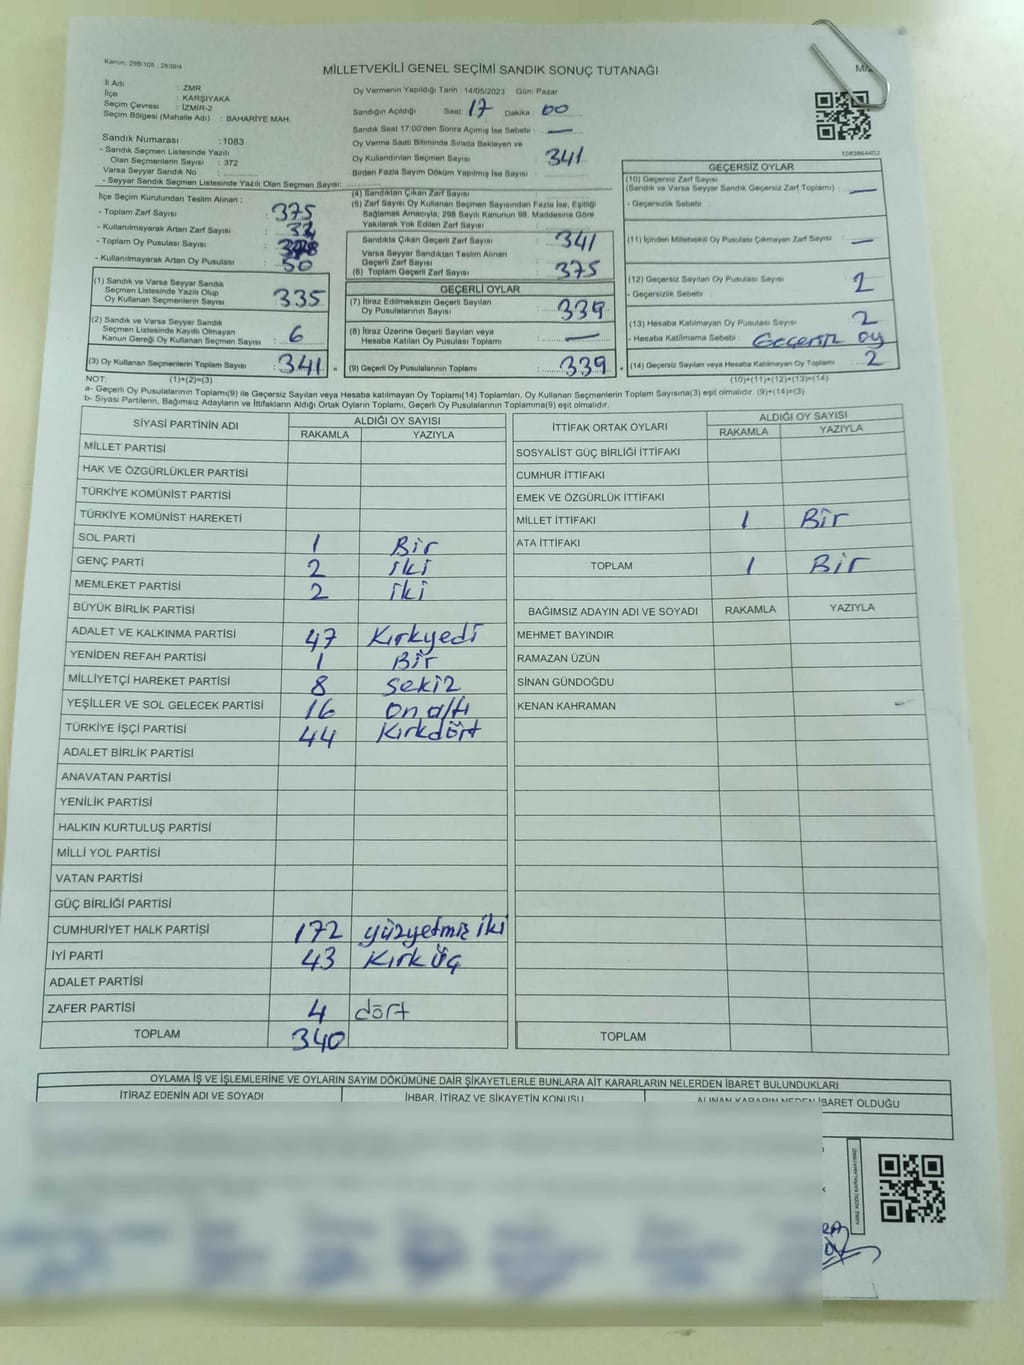 Kanun: 298/105 ; 2839/4
MİLLETVEKİLİ GENEL SEÇİMİ SANDIK SONUÇ TUTANAĞI
İl Adı : ZMR
İlçe : KARŞIYAKA
Seçim Çevresi : İZMİR-2
Seçim Bölgesi (Mahalle Adı) : BAHARİYE MAH.
Sandık Numarası : 1083
- Sandık Seçmen Listesinde Yazılı
Olan Seçmenlerin Sayısı : 372
Varsa Seyyar Sandık No :
- Seyyar Sandık Seçmen Listesinde Yazılı Olan Seçmen Sayısı:
Oy Vermenin Yapıldığı Tarih : 14/05/2023 Gün: Pazar
Sandığın Açıldığı Saat: 17 Dakika : 00
Sandık Saat 17:00'den Sonra Açımış İse Sebebi : —
Oy Verme Saati Bitiminde Sırada Bekleyen ve
Oy Kullandırılan Seçmen Sayısı : 341
Birden Fazla Sayım Döküm Yapılmış İse Sayısı :
1083864402
İlçe Seçim Kurulundan Teslim Alınan ;
- Toplam Zarf Sayısı : 375
- Kullanılmayarak Artan Zarf Sayısı :
- Toplam Oy Pusulası Sayısı :
- Kullanılmayarak Artan Oy Pusulası : 50
(1) Sandık ve Varsa Seyyar Sandık
Seçmen Listesinde Yazılı Olup
Oy Kullanan Seçmenlerin Sayısı : 335
(2) Sandık ve Varsa Seyyar Sandık
Seçmen Listesinde Kayıtlı Olmayan
Kanun Gereği Oy Kullanan Seçmen Sayısı : 6
(3) Oy Kullanan Seçmenlerin Toplam Sayısı : 341
(4) Sandıktan Çıkan Zarf Sayısı
(5) Zarf Sayısı Oy Kullanan Seçmen Sayısından Fazla İse, Eşitliği
Sağlamak Amacıyla, 298 Sayılı Kanunun 98. Maddesine Göre
Yakılarak Yok Edilen Zarf Sayısı :
Sandıkla Çıkan Geçerli Zarf Sayısı : 341
Varsa Seyyar Sandıktan Teslim Alınan
Geçerli Zarf Sayısı
(6) Toplam Geçerli Zarf Sayısı : 375
GEÇERLİ OYLAR
(7) İtiraz Edilmeksizin Geçerli Sayılan
Oy Pusulalarının Sayısı : 339
(8) İtiraz Üzerine Geçerli Sayılan veya
Hesaba Katılan Oy Pusulası Toplamı : —
(9) Geçerli Oy Pusulalarının Toplamı : 339
GEÇERSİZ OYLAR
(10) Geçersiz Zarf Sayısı
(Sandık ve Varsa Seyyar Sandık Geçersiz Zarf Toplamı) : —
- Geçersizlik Sebebi :
(11) İçinden Milletvekili Oy Pusulası Çıkmayan Zarf Sayısı : —
(12) Geçersiz Sayılan Oy Pusulası Sayısı : 2
- Geçersizlik Sebebi:
(13) Hesaba Katılmayan Oy Pusulası Sayısı : 2
- Hesaba Katılmama Sebebi : Geçersiz oy
(14) Geçersiz Sayılan veya Hesaba Katılmayan Oy Toplamı : 2
NOT: (1)+(2)=(3) (10)+(11)+(12)+(13)=(14)
a- Geçerli Oy Pusulalarının Toplamı(9) ile Geçersiz Sayılan veya Hesaba katılmayan Oy Toplamı(14) Toplamları, Oy Kullanan Seçmenlerin Toplam Sayısına(3) eşit olmalıdır. (9)+(14)=(3)
b- Siyasi Partilerin, Bağımsız Adayların ve İttifakların Aldığı Ortak Oyların Toplamı, Geçerli Oy Pusulalarının Toplamına(9) eşit olmalıdır.
SİYASİ PARTİNİN ADI ALDIĞI OY SAYISI
RAKAMLA YAZIYLA
MİLLET PARTİSİ
HAK VE ÖZGÜRLÜKLER PARTİSİ
TÜRKİYE KOMÜNİST PARTİSİ
TÜRKİYE KOMÜNİST HAREKETİ
SOL PARTİ 1 Bir
GENÇ PARTİ 2 iki
MEMLEKET PARTİSİ 2 iki
BÜYÜK BİRLİK PARTİSİ
ADALET VE KALKINMA PARTİSİ 47 Kırkyedi
YENİDEN REFAH PARTİSİ 1 Bir
MİLLİYETÇİ HAREKET PARTİSİ 8 sekiz
YEŞİLLER VE SOL GELECEK PARTİSİ 16 On altı
TÜRKİYE İŞÇİ PARTİSİ 44 Kırkdört
ADALET BİRLİK PARTİSİ
ANAVATAN PARTİSİ
YENİLİK PARTİSİ
HALKIN KURTULUŞ PARTİSİ
MİLLİ YOL PARTİSİ
VATAN PARTİSİ
GÜÇ BİRLİĞİ PARTİSİ
CUMHURİYET HALK PARTİSİ 172 yüzyetmiş iki
İYİ PARTİ 43 Kırk üç
ADALET PARTİSİ
ZAFER PARTİSİ 4 dört
TOPLAM 340
İTTİFAK ORTAK OYLARI ALDIĞI OY SAYISI
RAKAMLA YAZIYLA
SOSYALİST GÜÇ BİRLİĞİ İTTİFAKI
CUMHUR İTTİFAKI
EMEK VE ÖZGÜRLÜK İTTİFAKI
MİLLET İTTİFAKI 1 Bir
ATA İTTİFAKI
TOPLAM 1 Bir
BAĞIMSIZ ADAYIN ADI VE SOYADI RAKAMLA YAZIYLA
MEHMET BAYINDIR
RAMAZAN ÜZÜN
SİNAN GÜNDOĞDU
KENAN KAHRAMAN
TOPLAM
OYLAMA İŞ VE İŞLEMLERİNE VE OYLARIN SAYIM DÖKÜMÜNE DAİR ŞİKAYETLERLE BUNLARA AİT KARARLARIN NELERDEN İBARET BULUNDUKLARI
İTİRAZ EDENİN ADI VE SOYADI İHBAR, İTİRAZ VE ŞİKAYETİN KONUSU ALINAN KARARIN NEDEN İBARET OLDUĞU